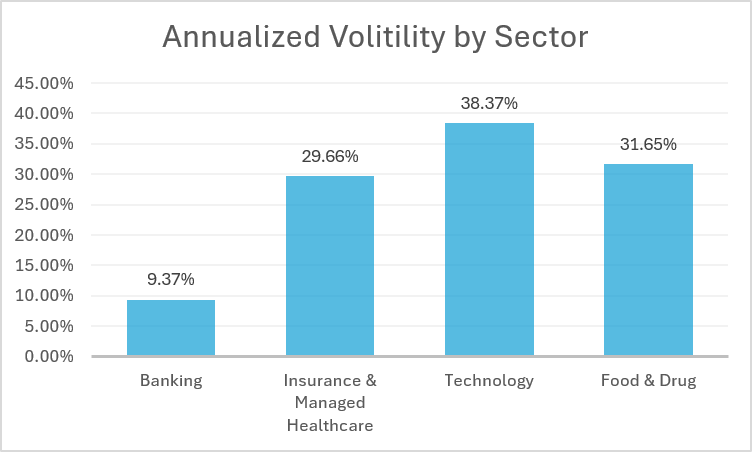 Annualized Volitility by Sector
45.00%
40.00%
35.00%
30.00%
25.00%
20.00%
15.00%
10.00%
5.00%
0.00%
9.37%
29.66%
38.37%
31.65%
Banking
Insurance &
Managed
Healthcare
Technology
Food & Drug